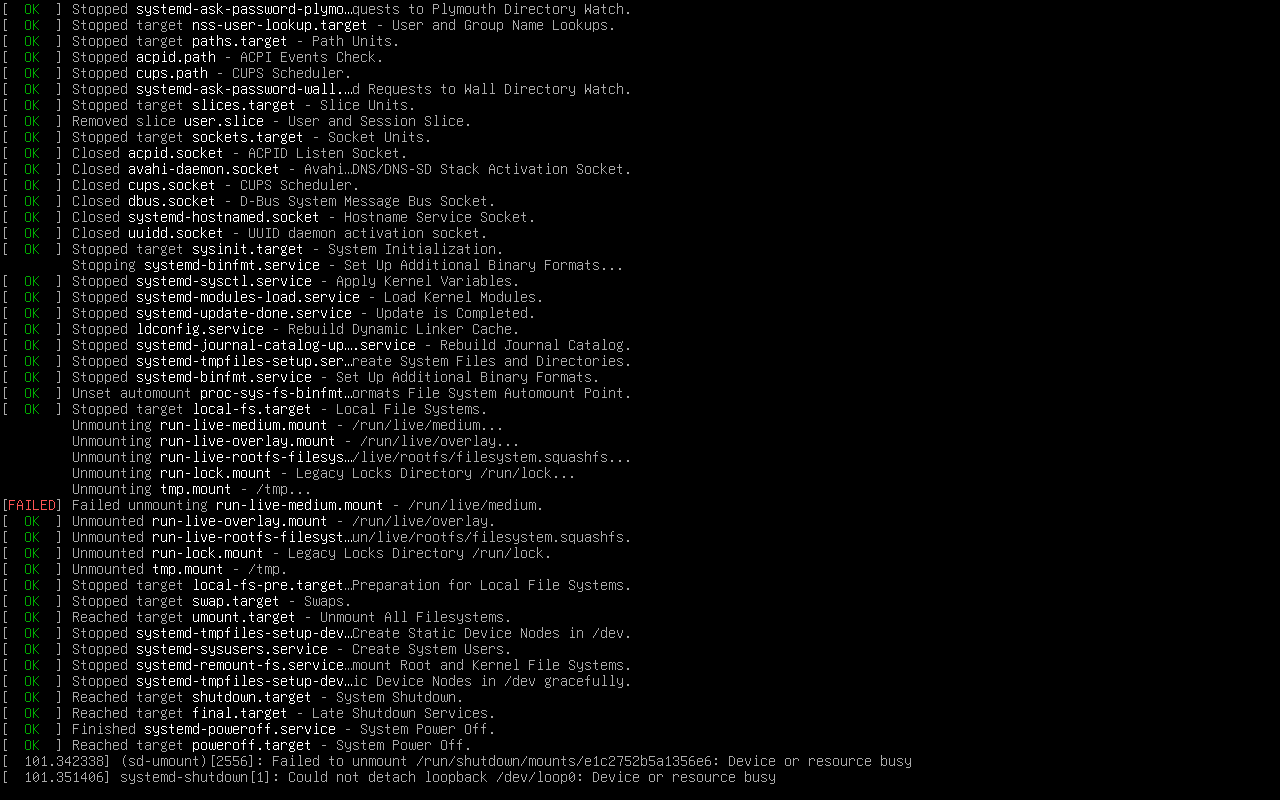 [  OK  ] Stopped systemd-ask-password-plymo…quests to Plymouth Directory Watch.
[  OK  ] Stopped target nss-user-lookup.target - User and Group Name Lookups.
[  OK  ] Stopped target paths.target - Path Units.
[  OK  ] Stopped acpid.path - ACPI Events Check.
[  OK  ] Stopped cups.path - CUPS Scheduler.
[  OK  ] Stopped systemd-ask-password-wall.…d Requests to Wall Directory Watch.
[  OK  ] Stopped target slices.target - Slice Units.
[  OK  ] Removed slice user.slice - User and Session Slice.
[  OK  ] Stopped target sockets.target - Socket Units.
[  OK  ] Closed acpid.socket - ACPID Listen Socket.
[  OK  ] Closed avahi-daemon.socket - Avahi…DNS/DNS-SD Stack Activation Socket.
[  OK  ] Closed cups.socket - CUPS Scheduler.
[  OK  ] Closed dbus.socket - D-Bus System Message Bus Socket.
[  OK  ] Closed systemd-hostnamed.socket - Hostname Service Socket.
[  OK  ] Closed uuidd.socket - UUID daemon activation socket.
[  OK  ] Stopped target sysinit.target - System Initialization.
         Stopping systemd-binfmt.service - Set Up Additional Binary Formats...
[  OK  ] Stopped systemd-sysctl.service - Apply Kernel Variables.
[  OK  ] Stopped systemd-modules-load.service - Load Kernel Modules.
[  OK  ] Stopped systemd-update-done.service - Update is Completed.
[  OK  ] Stopped ldconfig.service - Rebuild Dynamic Linker Cache.
[  OK  ] Stopped systemd-journal-catalog-up….service - Rebuild Journal Catalog.
[  OK  ] Stopped systemd-tmpfiles-setup.ser…reate System Files and Directories.
[  OK  ] Stopped systemd-binfmt.service - Set Up Additional Binary Formats.
[  OK  ] Unset automount proc-sys-fs-binfmt…ormats File System Automount Point.
[  OK  ] Stopped target local-fs.target - Local File Systems.
         Unmounting run-live-medium.mount - /run/live/medium...
         Unmounting run-live-overlay.mount - /run/live/overlay...
         Unmounting run-live-rootfs-filesys…/live/rootfs/filesystem.squashfs...
         Unmounting run-lock.mount - Legacy Locks Directory /run/lock...
         Unmounting tmp.mount - /tmp...
[FAILED] Failed unmounting run-live-medium.mount - /run/live/medium.
[  OK  ] Unmounted run-live-overlay.mount - /run/live/overlay.
[  OK  ] Unmounted run-live-rootfs-filesyst…un/live/rootfs/filesystem.squashfs.
[  OK  ] Unmounted run-lock.mount - Legacy Locks Directory /run/lock.
[  OK  ] Unmounted tmp.mount - /tmp.
[  OK  ] Stopped target local-fs-pre.target…Preparation for Local File Systems.
[  OK  ] Stopped target swap.target - Swaps.
[  OK  ] Reached target umount.target - Unmount All Filesystems.
[  OK  ] Stopped systemd-tmpfiles-setup-dev…Create Static Device Nodes in /dev.
[  OK  ] Stopped systemd-sysusers.service - Create System Users.
[  OK  ] Stopped systemd-remount-fs.service…mount Root and Kernel File Systems.
[  OK  ] Stopped systemd-tmpfiles-setup-dev…ic Device Nodes in /dev gracefully.
[  OK  ] Reached target shutdown.target - System Shutdown.
[  OK  ] Reached target final.target - Late Shutdown Services.
[  OK  ] Finished systemd-poweroff.service - System Power Off.
[  OK  ] Reached target poweroff.target - System Power Off.
[  101.342338] (sd-umount)[2556]: Failed to unmount /run/shutdown/mounts/e1c2752b5a1356e6: Device or resource busy
[  101.351406] systemd-shutdown[1]: Could not detach loopback /dev/loop0: Device or resource busy